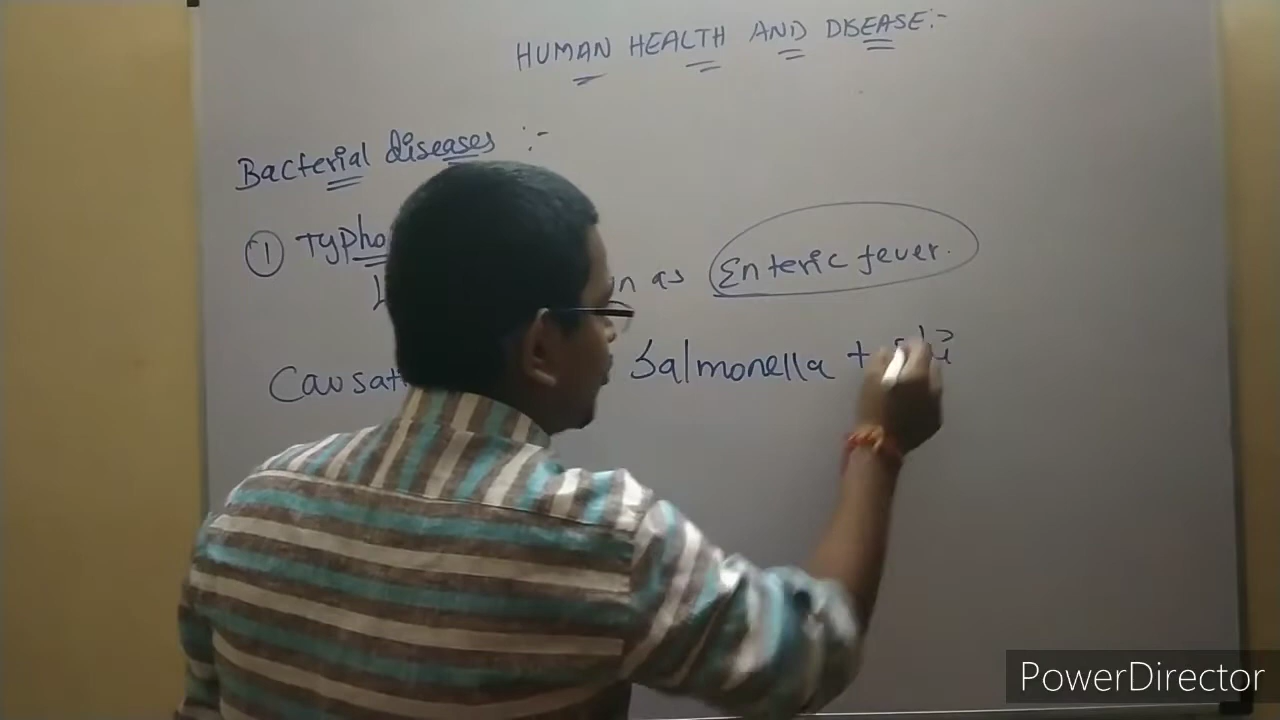 HUMAN HEALTH AND DISEASE:-
Bacterial diseases :-
① Typho
as Enteric fever.
Causat Salmonella +
PowerDirector